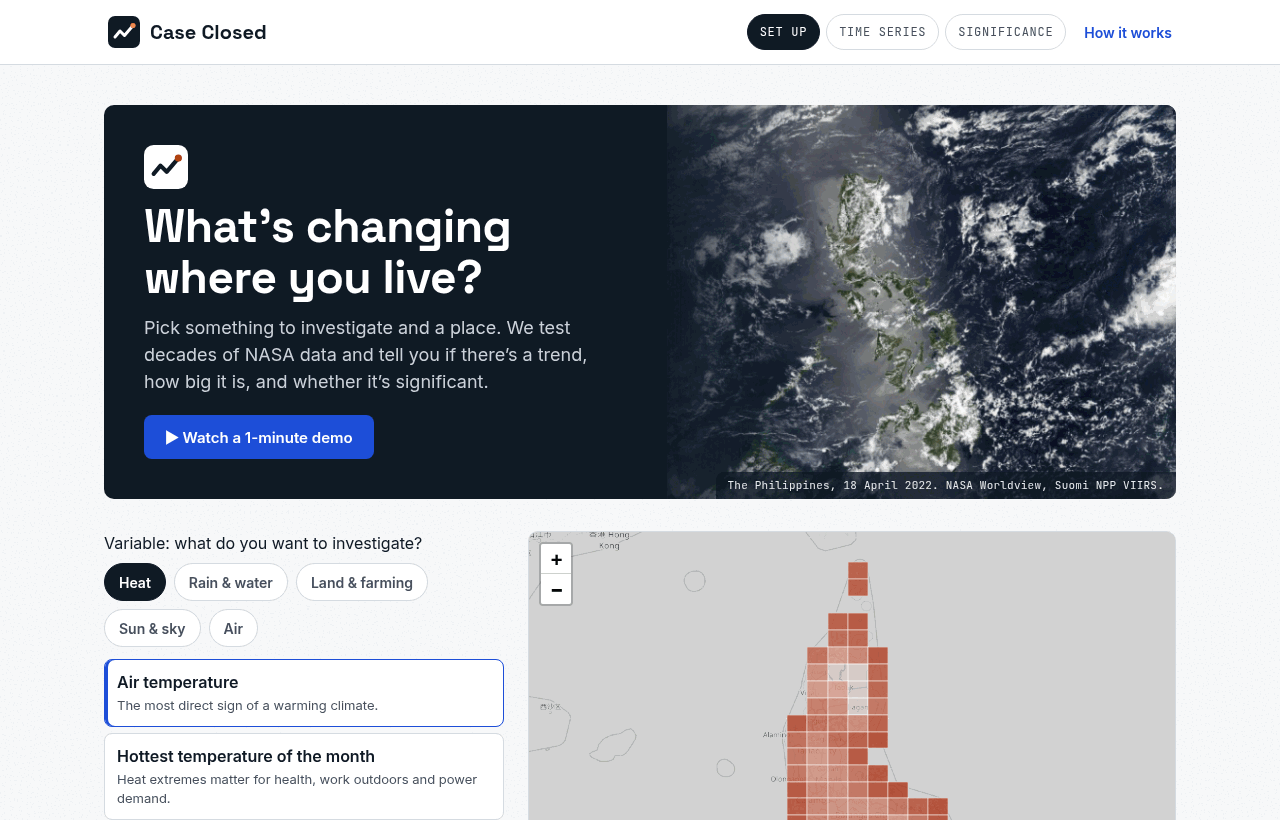 Case Closed
SET UP
TIME SERIES
SIGNIFICANCE
How it works
What's changing
where you live?
Pick something to investigate and a place. We test
decades of NASA data and tell you if there's a trend,
how big it is, and whether it's significant.
▶ Watch a 1-minute demo
The Philippines, 18 April 2022. NASA Worldview, Suomi NPP VIIRS.
Variable: what do you want to investigate?
Heat
Rain & water
Land & farming
Sun & sky
Air
Air temperature
The most direct sign of a warming climate.
Hottest temperature of the month
Heat extremes matter for health, work outdoors and power
demand.
+
−
香港 Hong
Kong